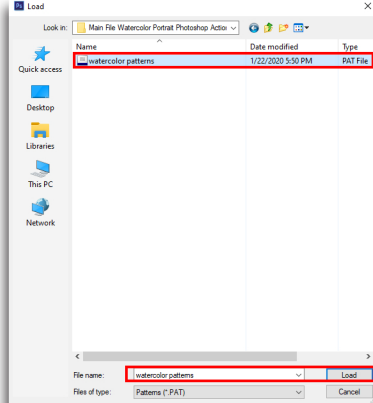 Ps Load
Look in: Main File Watercolor Portrait Photoshop Action
Name Date modified Type
watercolor patterns 1/22/2020 5:50 PM PAT File
Quick access
Desktop
Libraries
This PC
Network
File name: watercolor patterns Load
Files of type: Patterns (*.PAT) Cancel